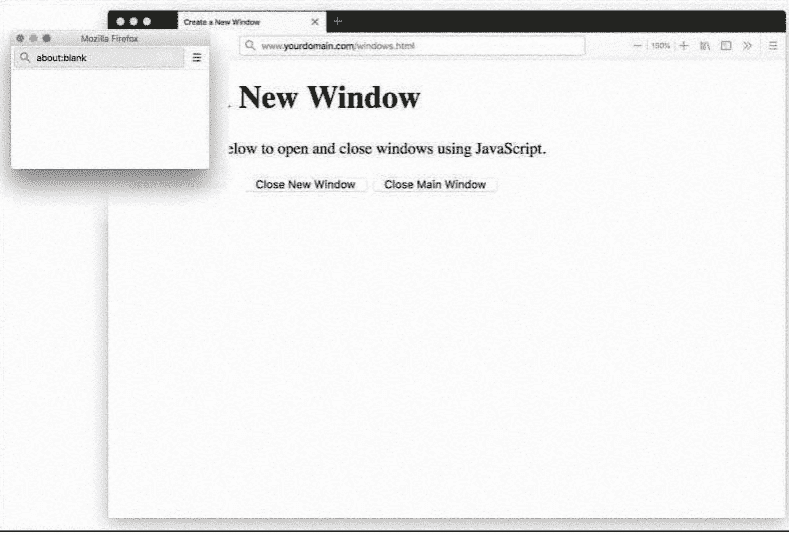 Create a New Window
Mozilla Firefox
www.yourdomain.com/windows.html
150%
about:blank
New Window
elow to open and close windows using JavaScript.
Close New Window
Close Main Window